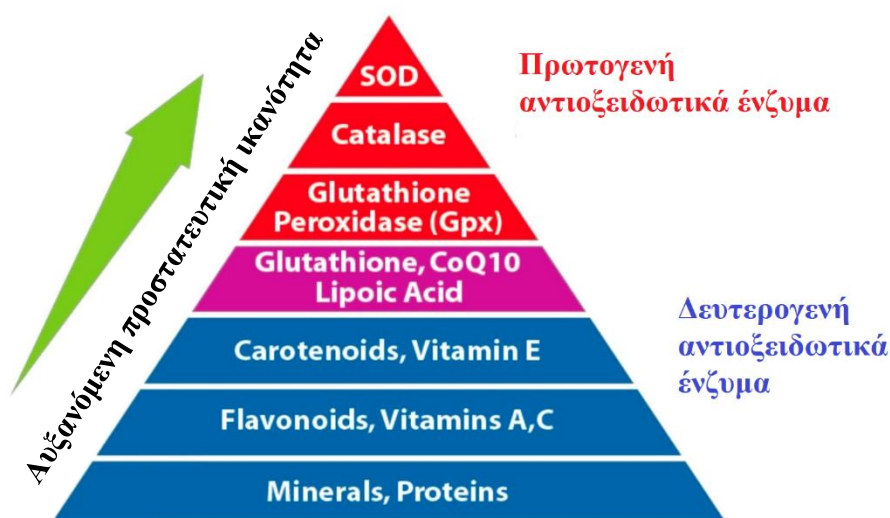 Αυξανόμενη προστατευτική ικανότητα
SOD
Catalase
Glutathione
Peroxidase (Gpx)
Glutathione, CoQ10
Lipoic Acid
Carotenoids, Vitamin E
Flavonoids, Vitamins A,C
Minerals, Proteins
Πρωτογενή
αντιοξειδωτικά ένζυμα
Δευτερογενή
αντιοξειδωτικά
ένζυμα